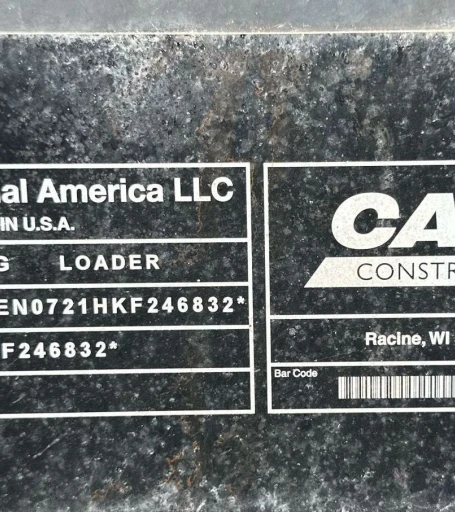 al America LLC
IN U.S.A.
G LOADER
EN0721HKF246832*
F246832*
CA
CONSTR
Racine, WI
Bar Code